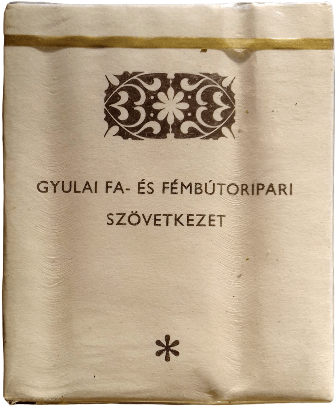 GYULAI FA- ÉS FÉMBÚTORIPARI
SZÖVETKEZET